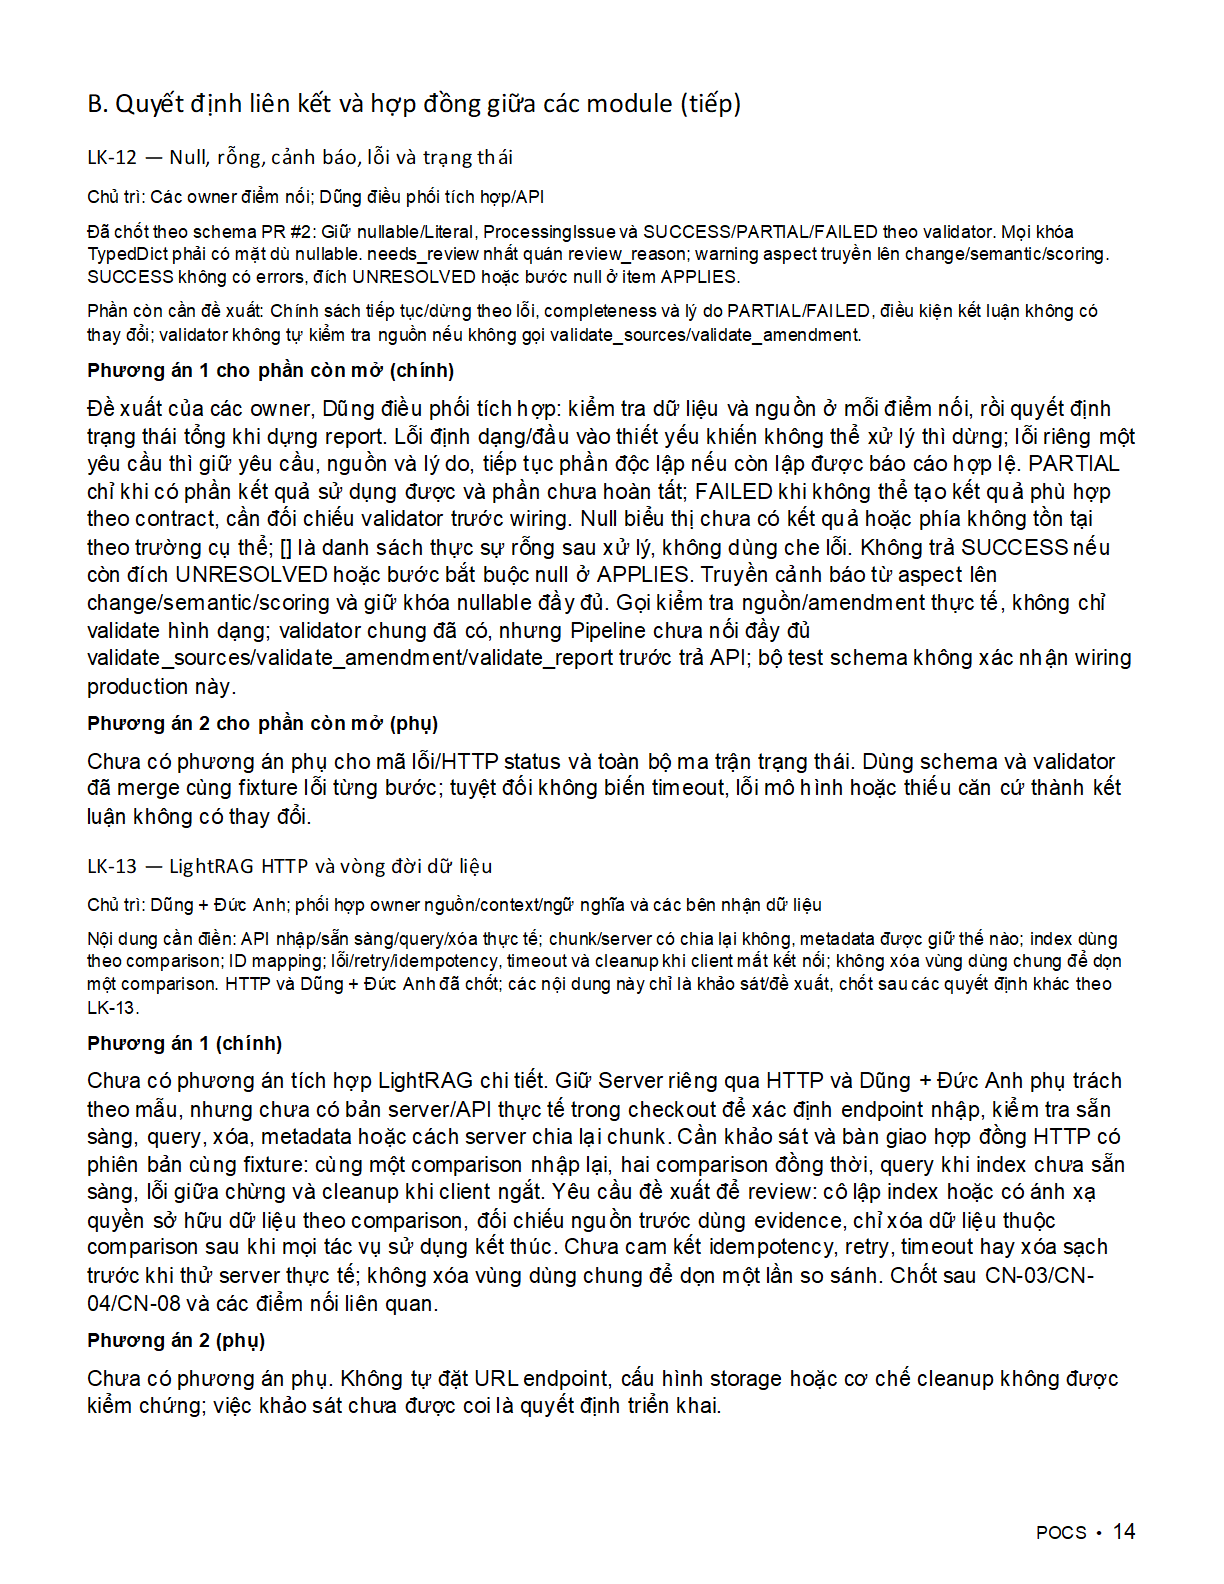 B. Quyết định liên kết và hợp đồng giữa các module (tiếp)
LK-12 — Null, rỗng, cảnh báo, lỗi và trạng thái
Chủ trì: Các owner điểm nối; Dũng điều phối tích hợp/API
Đã chốt theo schema PR #2: Giữ nullable/Literal, ProcessingIssue và SUCCESS/PARTIAL/FAILED theo validator. Mọi khóa
TypedDict phải có mặt dù nullable. needs_review nhất quán review_reason; warning aspect truyền lên change/semantic/scoring.
SUCCESS không có errors, đích UNRESOLVED hoặc bước null ở item APPLIES.
Phần còn cần đề xuất: Chính sách tiếp tục/dừng theo lỗi, completeness và lý do PARTIAL/FAILED, điều kiện kết luận không có
thay đổi; validator không tự kiểm tra nguồn nếu không gọi validate_sources/validate_amendment.
Phương án 1 cho phần còn mở (chính)
Đề xuất của các owner, Dũng điều phối tích hợp: kiểm tra dữ liệu và nguồn ở mỗi điểm nối, rồi quyết định
trạng thái tổng khi dựng report. Lỗi định dạng/đầu vào thiết yếu khiến không thể xử lý thì dừng; lỗi riêng một
yêu cầu thì giữ yêu cầu, nguồn và lý do, tiếp tục phần độc lập nếu còn lập được báo cáo hợp lệ. PARTIAL
chỉ khi có phần kết quả sử dụng được và phần chưa hoàn tất; FAILED khi không thể tạo kết quả phù hợp
theo contract, cần đối chiếu validator trước wiring. Null biểu thị chưa có kết quả hoặc phía không tồn tại
theo trường cụ thể; [] là danh sách thực sự rỗng sau xử lý, không dùng che lỗi. Không trả SUCCESS nếu
còn đích UNRESOLVED hoặc bước bắt buộc null ở APPLIES. Truyền cảnh báo từ aspect lên
change/semantic/scoring và giữ khóa nullable đầy đủ. Gọi kiểm tra nguồn/amendment thực tế, không chỉ
validate hình dạng; validator chung đã có, nhưng Pipeline chưa nối đầy đủ
validate_sources/validate_amendment/validate_report trước trả API; bộ test schema không xác nhận wiring
production này.
Phương án 2 cho phần còn mở (phụ)
Chưa có phương án phụ cho mã lỗi/HTTP status và toàn bộ ma trận trạng thái. Dùng schema và validator
đã merge cùng fixture lỗi từng bước; tuyệt đối không biến timeout, lỗi mô hình hoặc thiếu căn cứ thành kết
luận không có thay đổi.
LK-13 — LightRAG HTTP và vòng đời dữ liệu
Chủ trì: Dũng + Đức Anh; phối hợp owner nguồn/context/ngữ nghĩa và các bên nhận dữ liệu
Nội dung cần điền: API nhập/sẵn sàng/query/xóa thực tế; chunk/server có chia lại không, metadata được giữ thế nào; index dùng
theo comparison; ID mapping; lỗi/retry/idempotency, timeout và cleanup khi client mất kết nối; không xóa vùng dùng chung để dọn
một comparison. HTTP và Dũng + Đức Anh đã chốt; các nội dung này chỉ là khảo sát/đề xuất, chốt sau các quyết định khác theo
LK-13.
Phương án 1 (chính)
Chưa có phương án tích hợp LightRAG chi tiết. Giữ Server riêng qua HTTP và Dũng + Đức Anh phụ trách
theo mẫu, nhưng chưa có bản server/API thực tế trong checkout để xác định endpoint nhập, kiểm tra sẵn
sàng, query, xóa, metadata hoặc cách server chia lại chunk. Cần khảo sát và bàn giao hợp đồng HTTP có
phiên bản cùng fixture: cùng một comparison nhập lại, hai comparison đồng thời, query khi index chưa sẵn
sàng, lỗi giữa chừng và cleanup khi client ngắt. Yêu cầu đề xuất để review: cô lập index hoặc có ánh xạ
quyền sở hữu dữ liệu theo comparison, đối chiếu nguồn trước dùng evidence, chỉ xóa dữ liệu thuộc
comparison sau khi mọi tác vụ sử dụng kết thúc. Chưa cam kết idempotency, retry, timeout hay xóa sạch
trước khi thử server thực tế; không xóa vùng dùng chung để dọn một lần so sánh. Chốt sau CN-03/CN-
04/CN-08 và các điểm nối liên quan.
Phương án 2 (phụ)
Chưa có phương án phụ. Không tự đặt URL endpoint, cấu hình storage hoặc cơ chế cleanup không được
kiểm chứng; việc khảo sát chưa được coi là quyết định triển khai.
POCS • 14